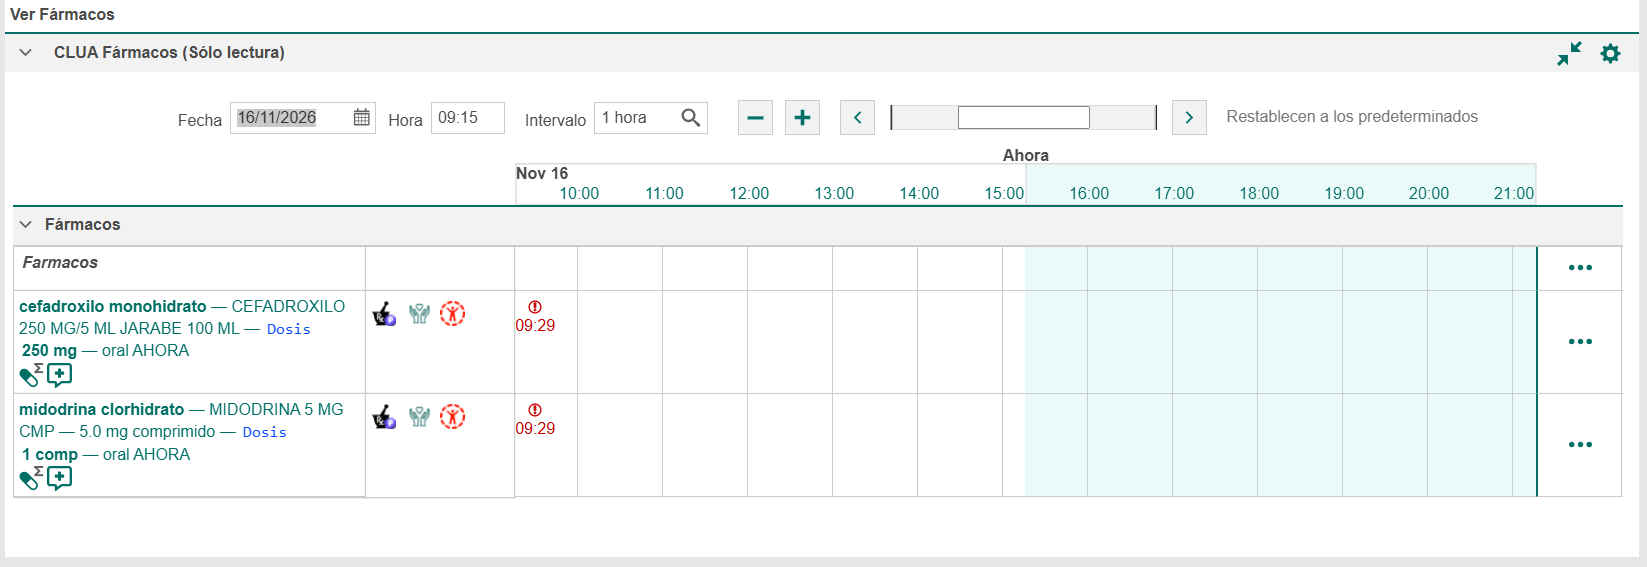 Ver Fármacos
CLUA Fármacos (Sólo lectura)
Fecha 16/11/2026 Hora 09:15 Intervalo 1 hora Restablecen a los predeterminados
Ahora
Nov 16
10:00 11:00 12:00 13:00 14:00 15:00 16:00 17:00 18:00 19:00 20:00 21:00
Fármacos
Farmacos
cefadroxilo monohidrato — CEFADROXILO
250 MG/5 ML JARABE 100 ML — Dosis
250 mg — oral AHORA
Σ
09:29
midodrina clorhidrato — MIDODRINA 5 MG
CMP — 5.0 mg comprimido — Dosis
1 comp — oral AHORA
Σ
09:29